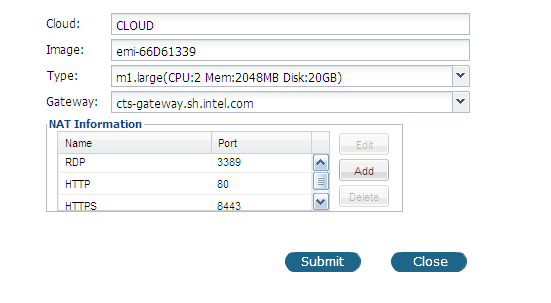 Cloud: CLOUD
Image: emi-66D61339
Type: m1.large(CPU:2 Mem:2048MB Disk:20GB)
Gateway: cts-gateway.sh.intel.com
NAT Information
Name Port
Edit
RDP 3389
Add
HTTP 80
Delete
HTTPS 8443
Submit Close